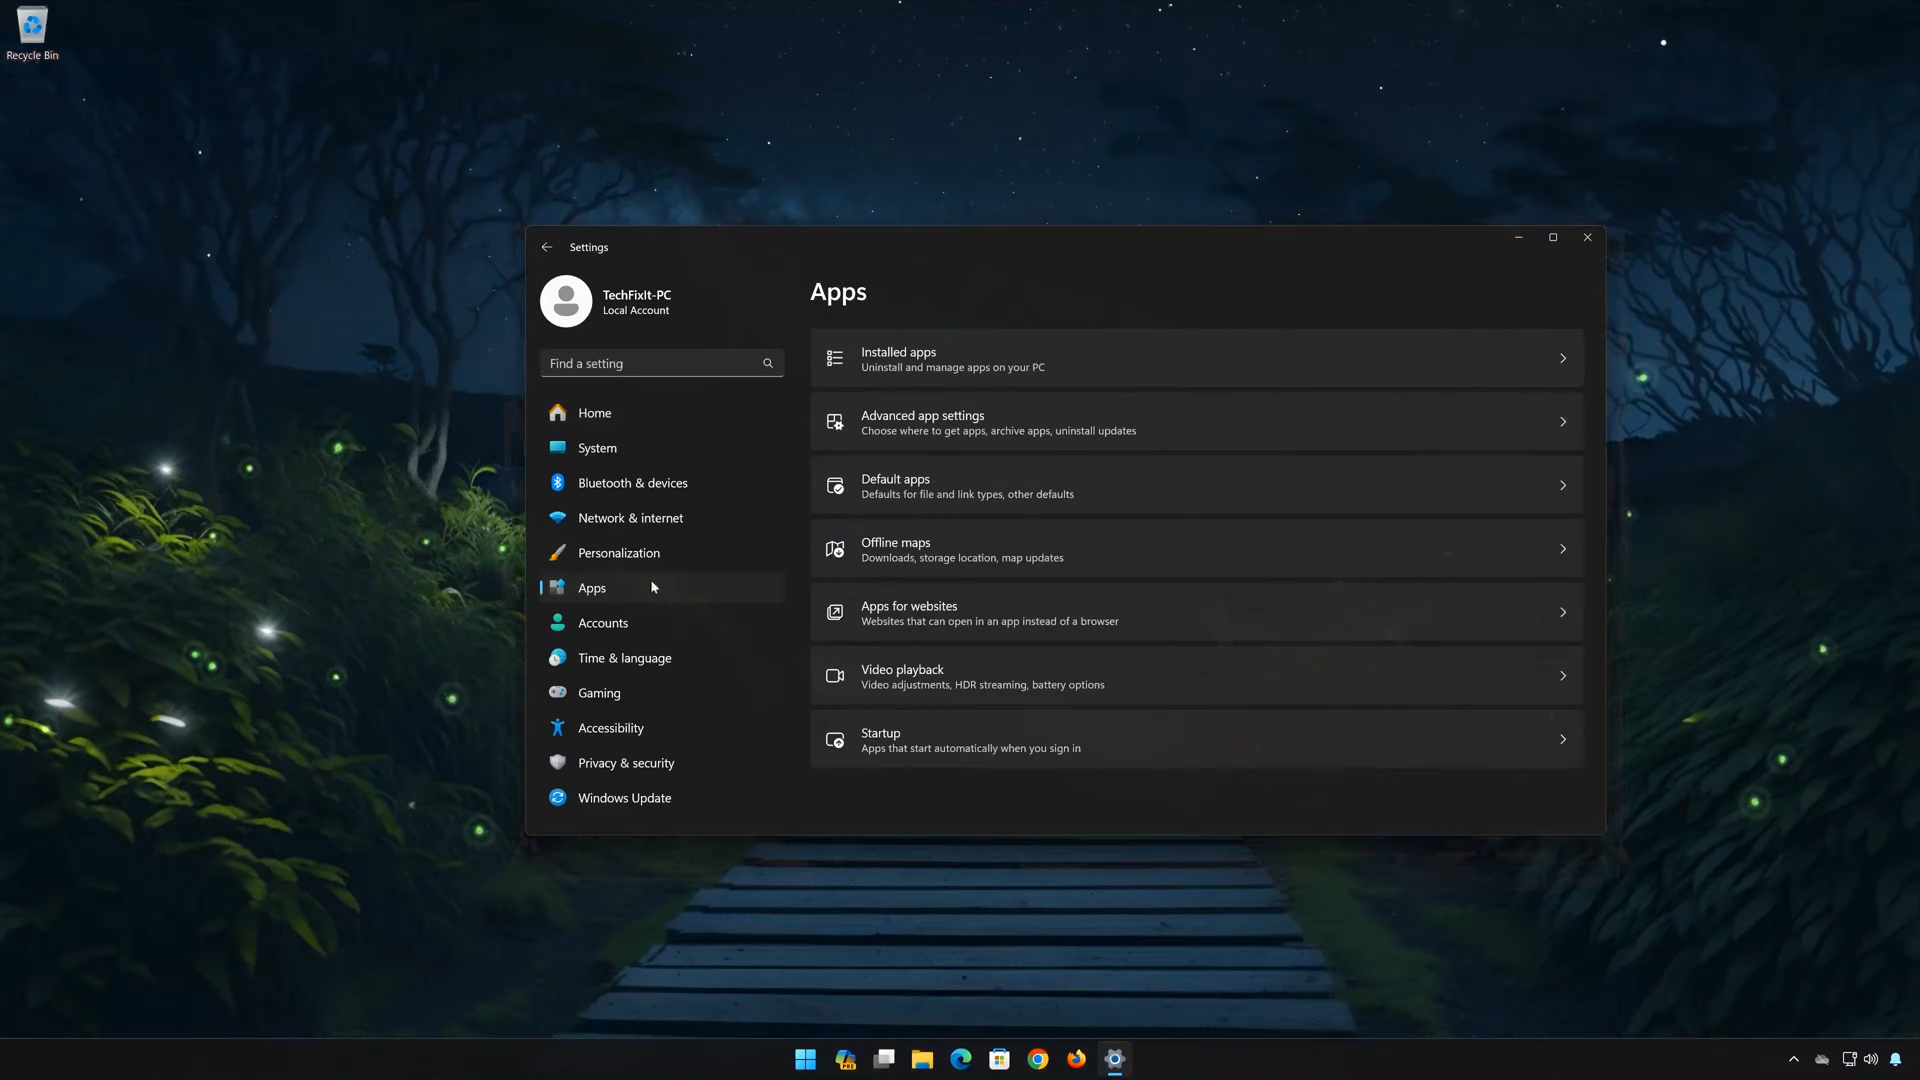 Recycle Bin
Settings
TechFixIt-PC
Local Account
Find a setting
Home
System
Bluetooth & devices
Network & internet
Personalization
Apps
Accounts
Time & language
Gaming
Accessibility
Privacy & security
Windows Update
Apps
Installed apps
Uninstall and manage apps on your PC
Advanced app settings
Choose where to get apps, archive apps, uninstall updates
Default apps
Defaults for file and link types, other defaults
Offline maps
Downloads, storage location, map updates
Apps for websites
Websites that can open in an app instead of a browser
Video playback
Video adjustments, HDR streaming, battery options
Startup
Apps that start automatically when you sign in
PRE